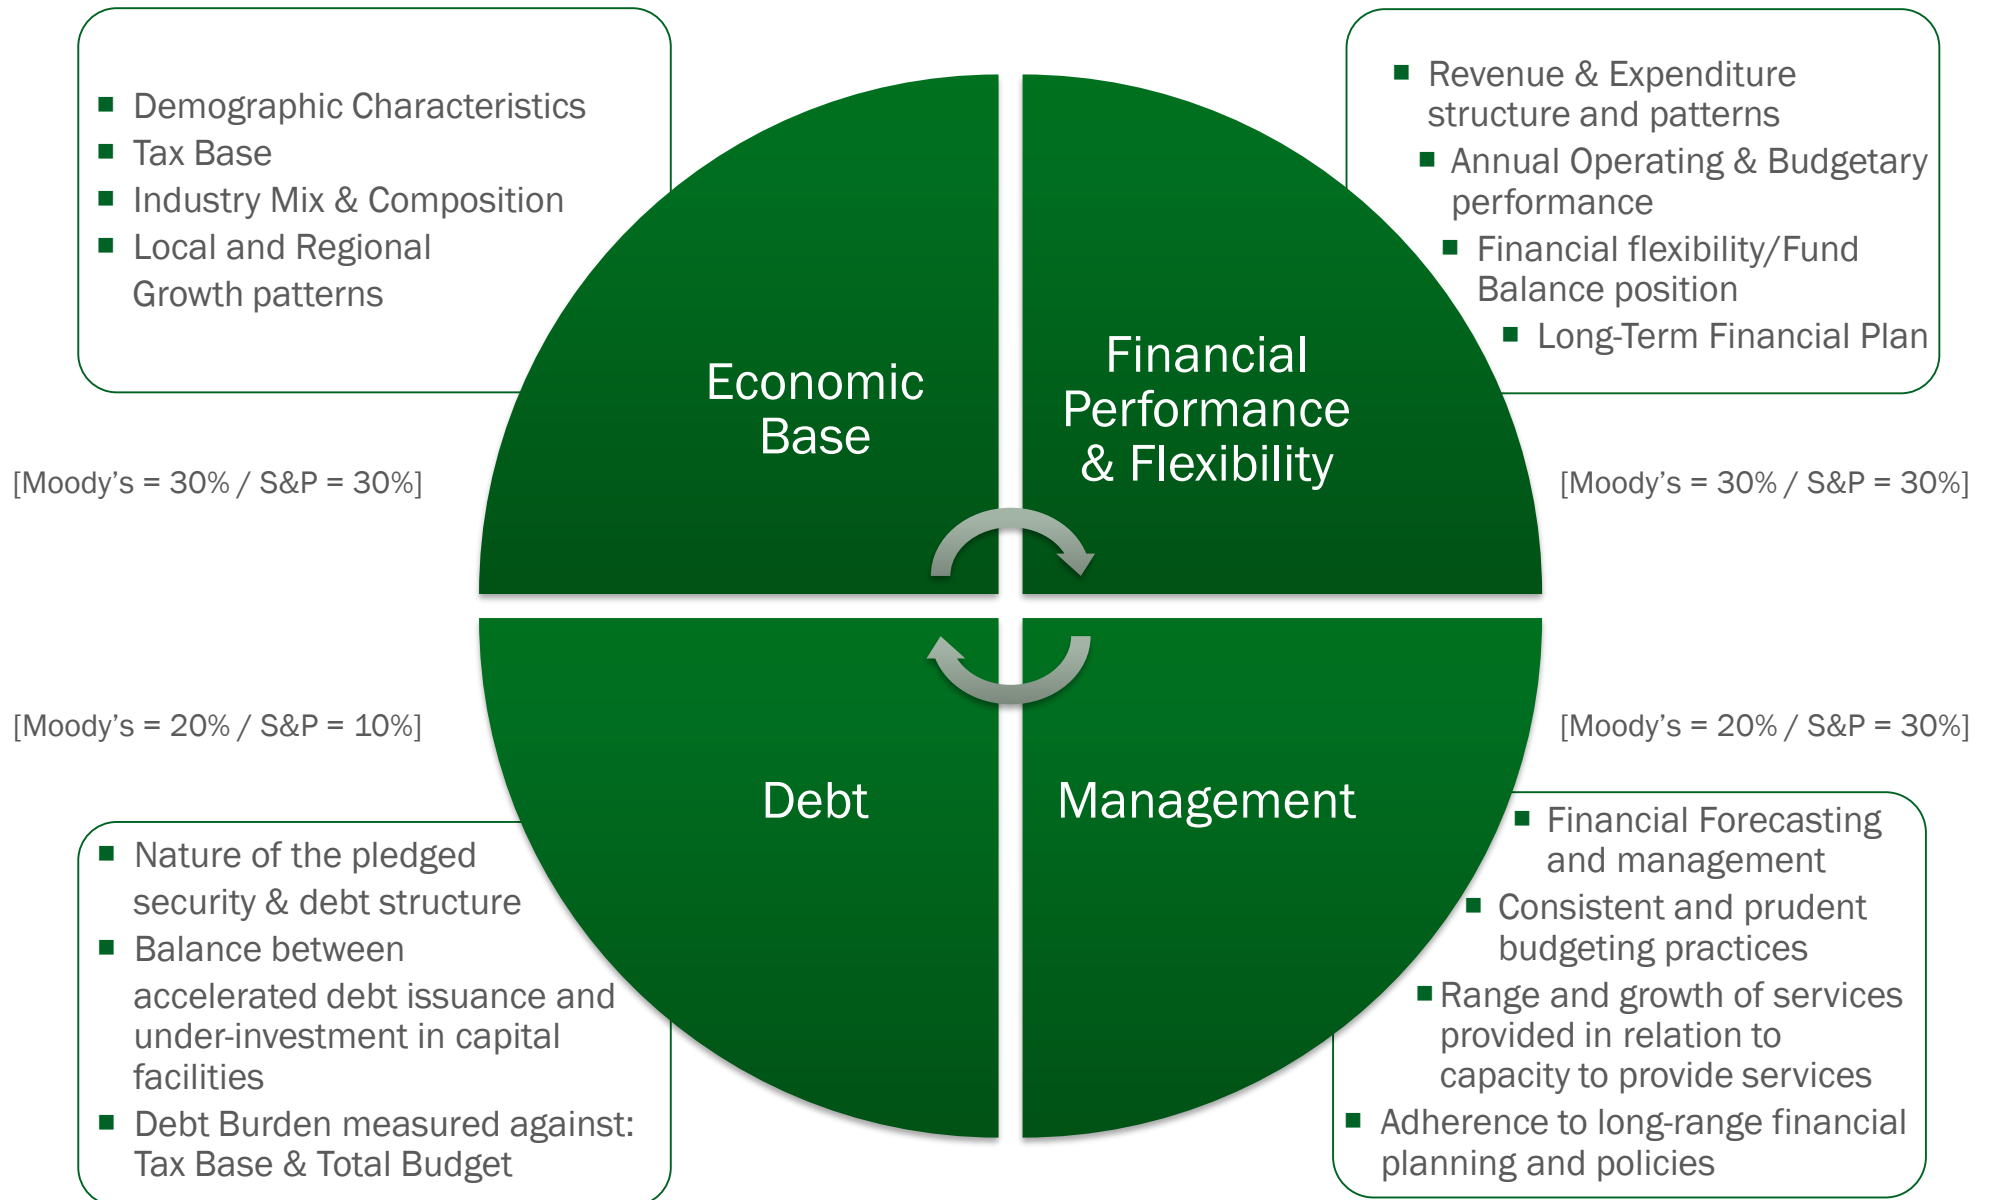 ▪ Demographic Characteristics
▪ Tax Base
▪ Industry Mix & Composition
▪ Local and Regional
Growth patterns
[Moody’s = 30% / S&P = 30%]
Economic
Base
▪ Revenue & Expenditure
structure and patterns
▪ Annual Operating & Budgetary
performance
▪ Financial flexibility/Fund
Balance position
▪ Long-Term Financial Plan
[Moody’s = 30% / S&P = 30%]
Financial
Performance
& Flexibility
[Moody’s = 20% / S&P = 10%]
Debt
▪ Nature of the pledged
security & debt structure
▪ Balance between
accelerated debt issuance and
under-investment in capital
facilities
▪ Debt Burden measured against:
Tax Base & Total Budget
[Moody’s = 20% / S&P = 30%]
Management
▪ Financial Forecasting
and management
▪ Consistent and prudent
budgeting practices
▪ Range and growth of services
provided in relation to
capacity to provide services
▪ Adherence to long-range financial
planning and policies